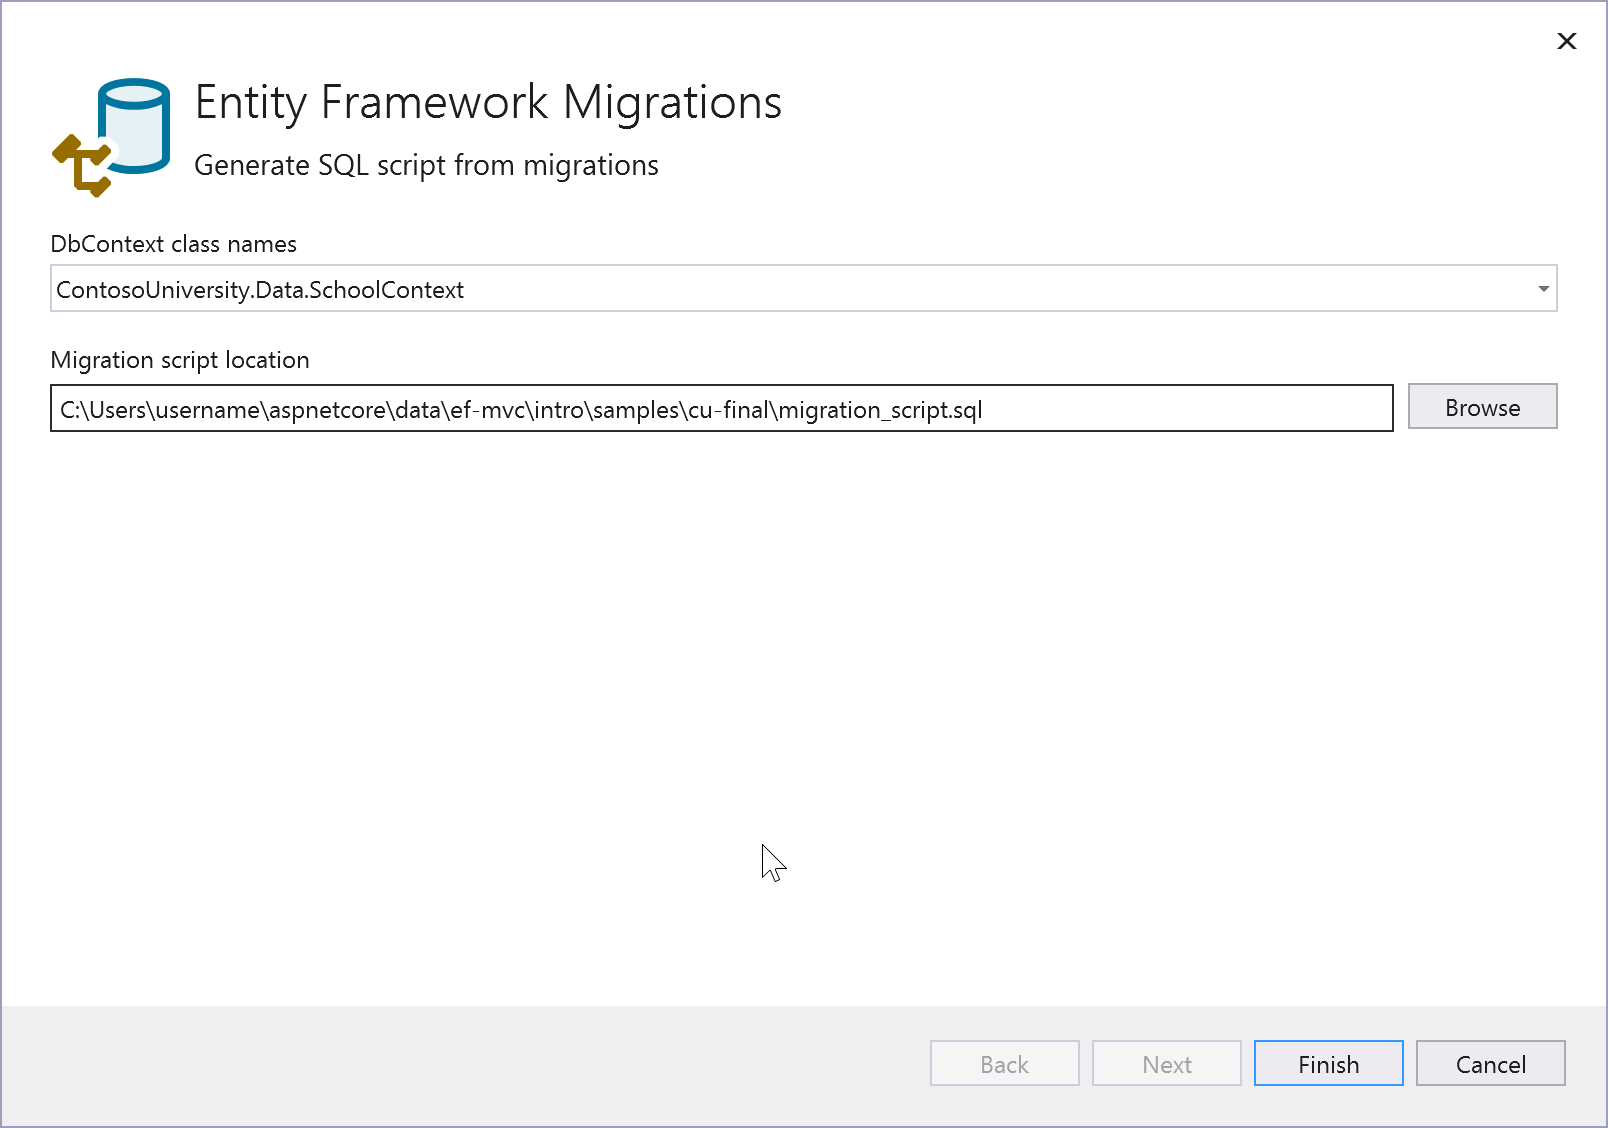 Entity Framework Migrations
Generate SQL script from migrations
DbContext class names
ContosoUniversity.Data.SchoolContext
Migration script location
C:\Users\username\aspnetcore\data\ef-mvc\intro\samples\cu-final\migration_script.sql
Browse
Back
Next
Finish
Cancel